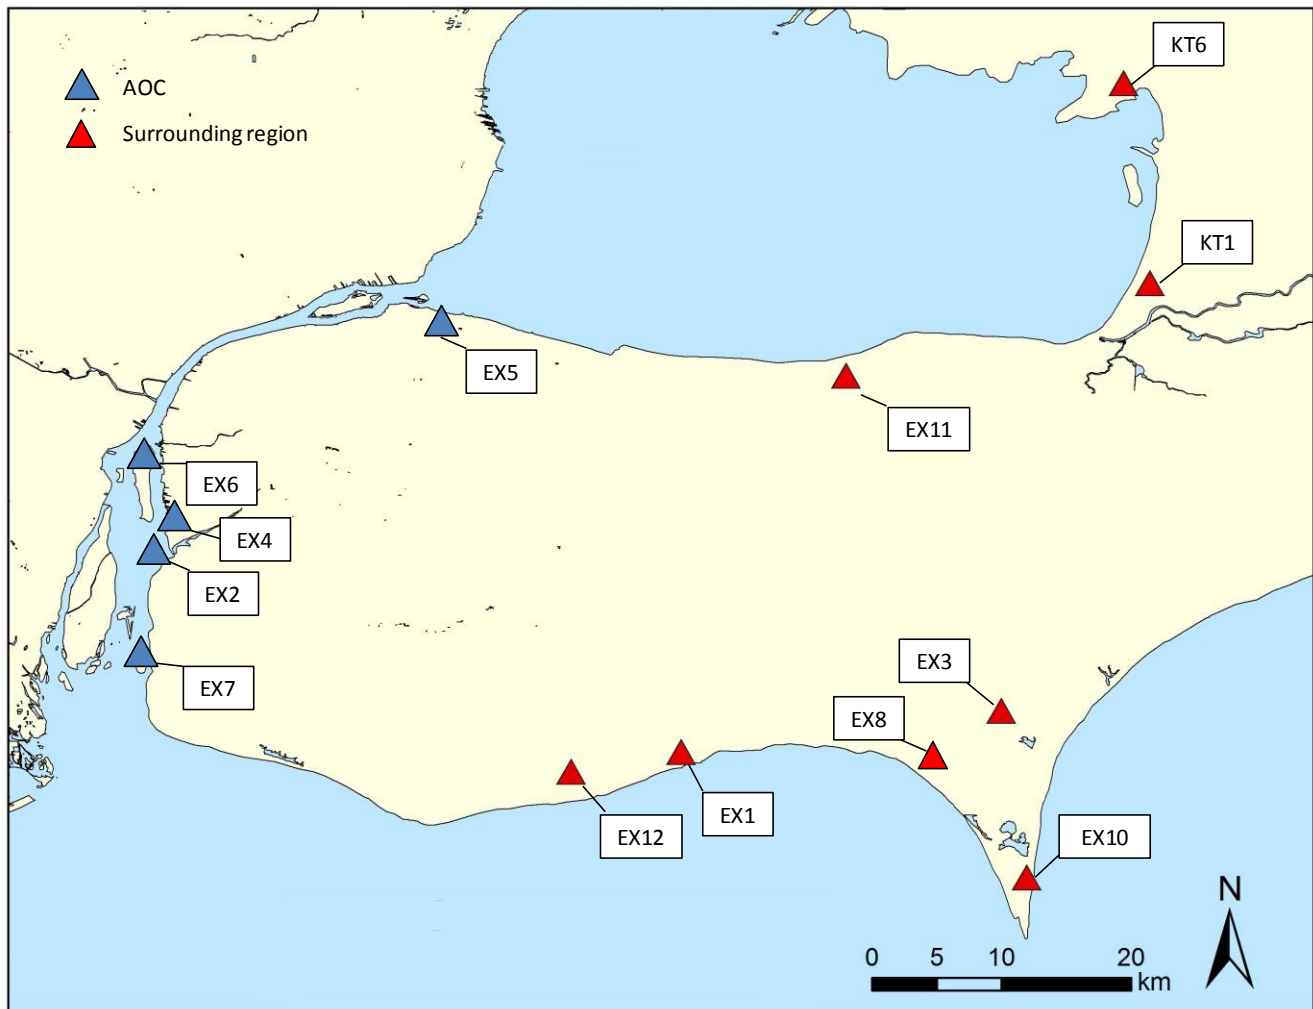 KT6
AOC
Surrounding region
KT1
EX5
EX11
EX6
EX4
EX2
EX3
EX7
EX8
EX1
EX12
EX10
N
0 5 10 20
km